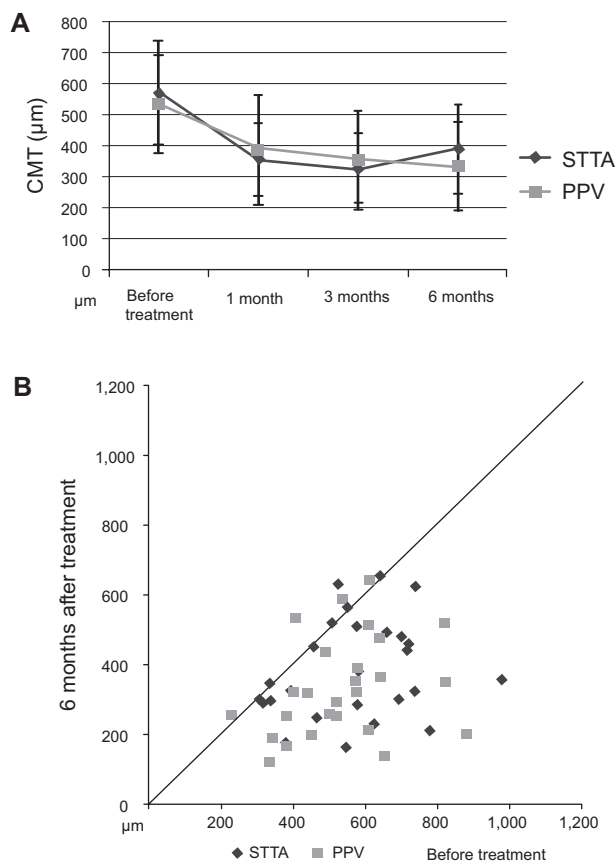 A
800
700
600
500
400
300
200
100
0
CMT (µm)
µm
Before
treatment
1 month
3 months
6 months
STTA
PPV
B
1,200
1,000
800
600
400
200
0
6 months after treatment
µm
200
400
600
800
1,000
1,200
STTA
PPV
Before treatment